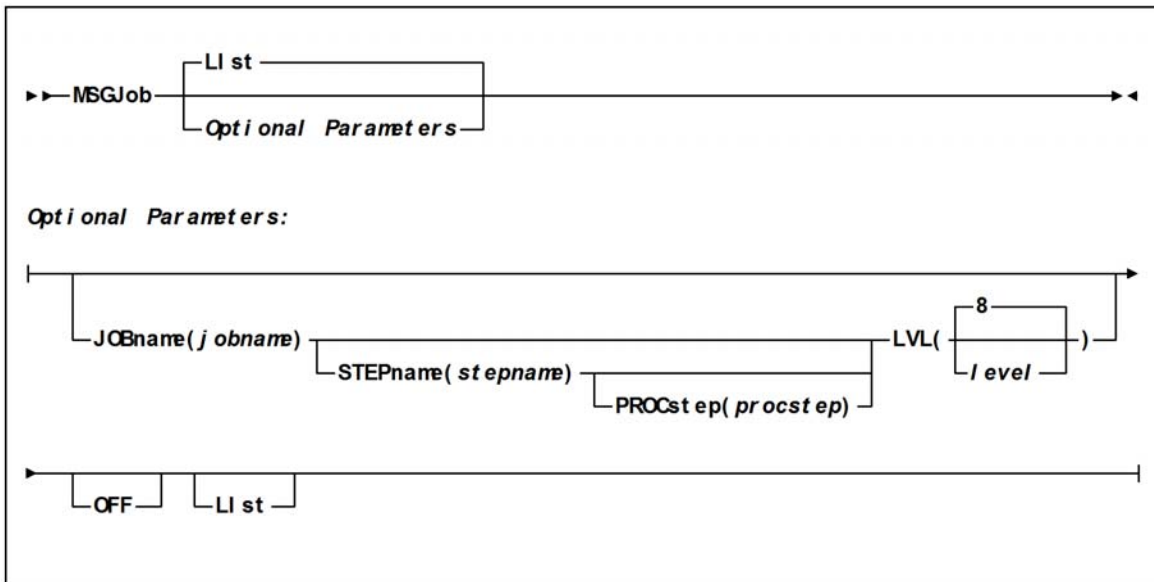 LIst
MSGJob
Optional Parameters
Optional Parameters:
8
JOBname(jobname) LVL( )
STEPname(stepname) level
PROCstep(procstep)
OFF LIst